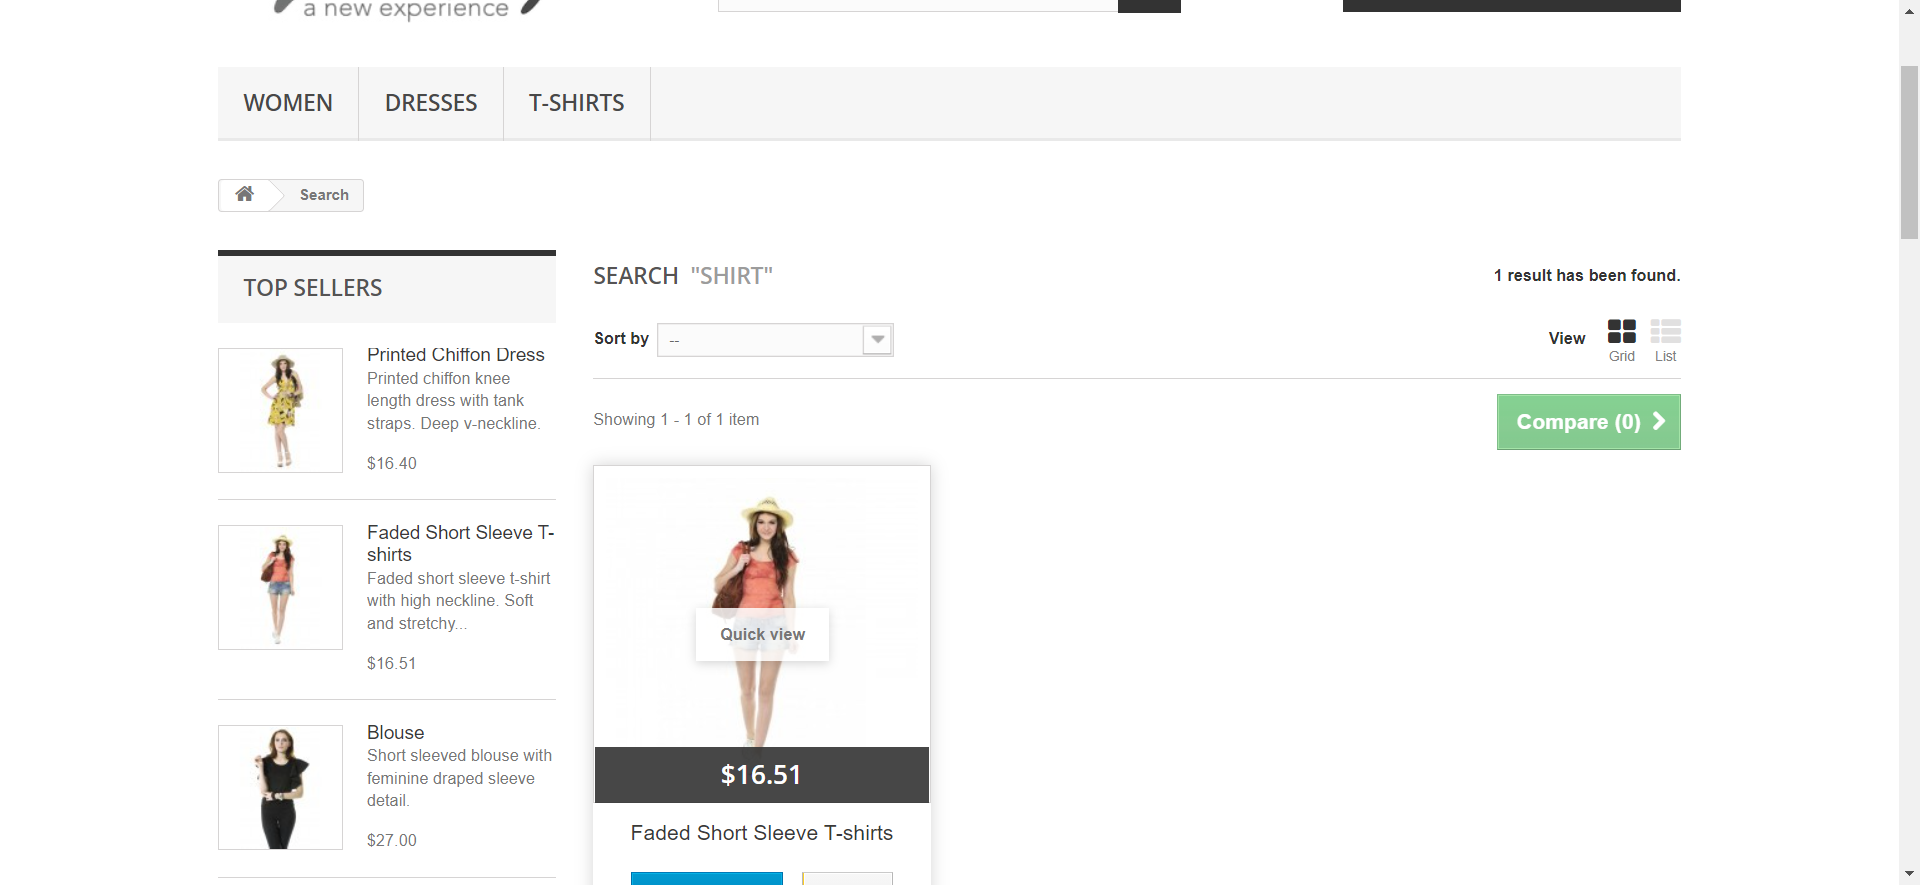 a new experience
WOMEN
DRESSES
T-SHIRTS
Search
TOP SELLERS
Printed Chiffon Dress
Printed chiffon knee
length dress with tank
straps. Deep v-neckline.
$16.40
Faded Short Sleeve T-
shirts
Faded short sleeve t-shirt
with high neckline. Soft
and stretchy...
$16.51
Blouse
Short sleeved blouse with
feminine draped sleeve
detail.
$27.00
SEARCH "SHIRT"
1 result has been found.
Sort by --
View
Grid
List
Showing 1 - 1 of 1 item
Compare (0)
Quick view
$16.51
Faded Short Sleeve T-shirts